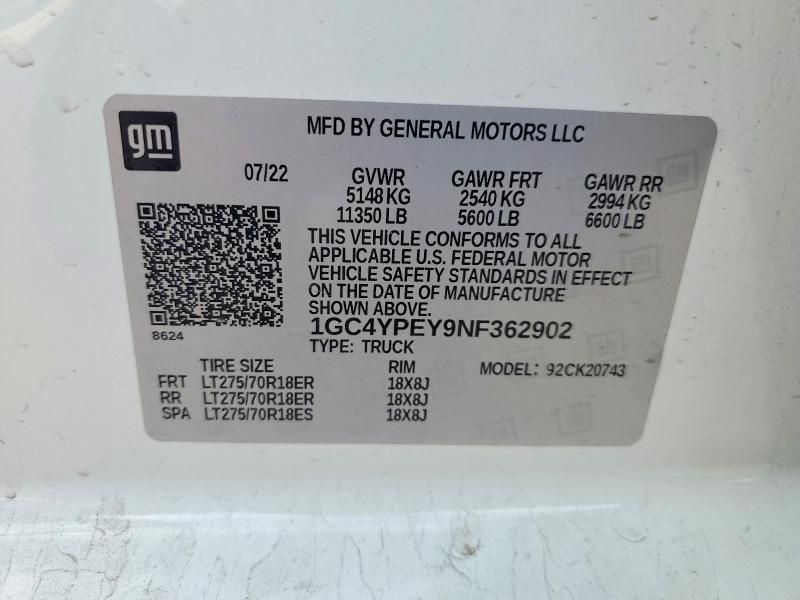 gm
MFD BY GENERAL MOTORS LLC
07/22 GVWR GAWR FRT GAWR RR
5148 KG 2540 KG 2994 KG
11350 LB 5600 LB 6600 LB
THIS VEHICLE CONFORMS TO ALL
APPLICABLE U.S. FEDERAL MOTOR
VEHICLE SAFETY STANDARDS IN EFFECT
ON THE DATE OF MANUFACTURE
SHOWN ABOVE.
8624
1GC4YPEY9NF362902
TYPE: TRUCK
TIRE SIZE RIM MODEL: 92CK20743
FRT LT275/70R18ER 18X8J
RR LT275/70R18ER 18X8J
SPA LT275/70R18ES 18X8J